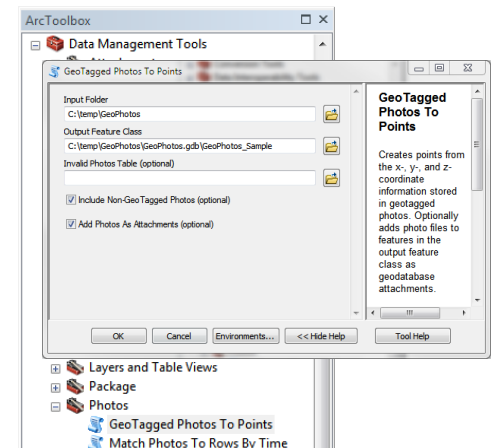 ArcToolbox
Data Management Tools
GeoTagged Photos To Points
Input Folder
C:\temp\GeoPhotos
Output Feature Class
C:\temp\GeoPhotos\GeoPhotos.gdb\GeoPhotos_Sample
Invalid Photos Table (optional)
Include Non-GeoTagged Photos (optional)
Add Photos As Attachments (optional)
OK
Cancel
Environments...
<< Hide Help
GeoTagged
Photos To
Points
Creates points from
the x-, y-, and z-
coordinate
information stored
in geotagged
photos. Optionally
adds photo files to
features in the
output feature
class as
geodatabase
attachments.
Tool Help
Layers and Table Views
Package
Photos
GeoTagged Photos To Points
Match Photos To Rows By Time